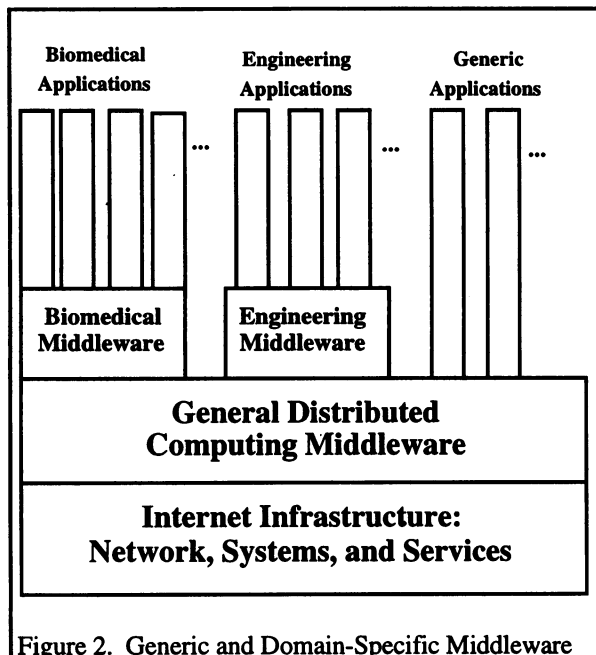 Biomedical
Applications
Engineering
Applications
Generic
Applications
...
...
...
Biomedical
Middleware
Engineering
Middleware
General Distributed
Computing Middleware
Internet Infrastructure:
Network, Systems, and Services
Figure 2. Generic and Domain-Specific Middleware